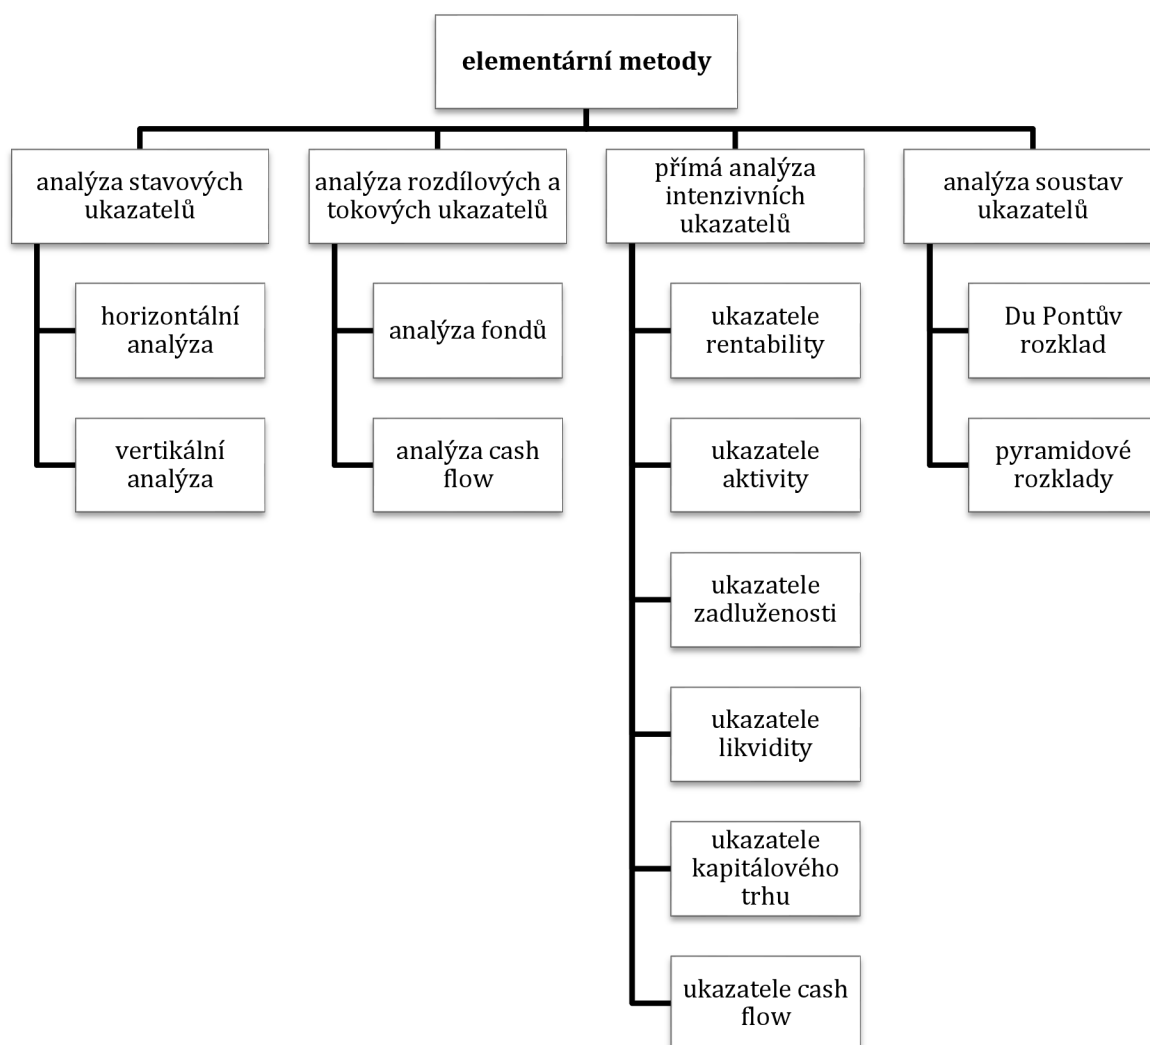 elementární metody
analýza stavových
ukazatelů
horizontální
analýza
vertikální
analýza
analýza rozdílových a
tokových ukazatelů
analýza fondů
analýza cash
flow
přímá analýza
intenzivních
ukazatelů
ukazatele
rentability
ukazatele
aktivity
ukazatele
zadluženosti
ukazatele
likvidity
ukazatele
kapitálového
trhu
ukazatele cash
flow
analýza soustav
ukazatelů
Du Pontův
rozklad
pyramidové
rozklady